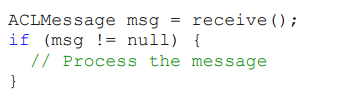 ACLMessage msg = receive();
if (msg != null) {
  // Process the message
}